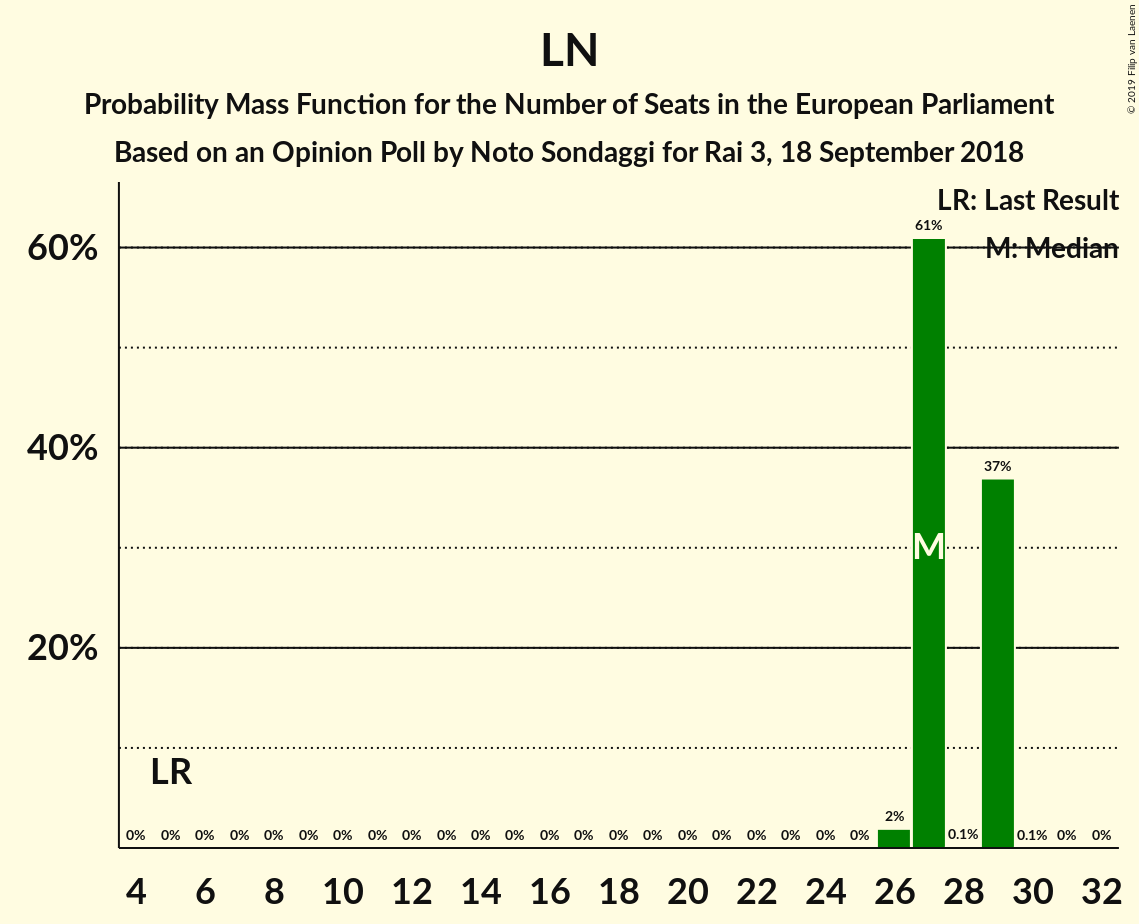 LN
Probability Mass Function for the Number of Seats in the European Parliament
Based on an Opinion Poll by Noto Sondaggi for Rai 3, 18 September 2018
© 2019 Filip van Laenen
LR: Last Result
M: Median
61%
60%
40%
37%
M
20%
LR
2%
0% 0% 0% 0% 0% 0% 0% 0% 0% 0% 0% 0% 0% 0% 0% 0% 0% 0% 0% 0% 0% 0% 0.1% 0.1% 0% 0%
4 6 8 10 12 14 16 18 20 22 24 26 28 30 32